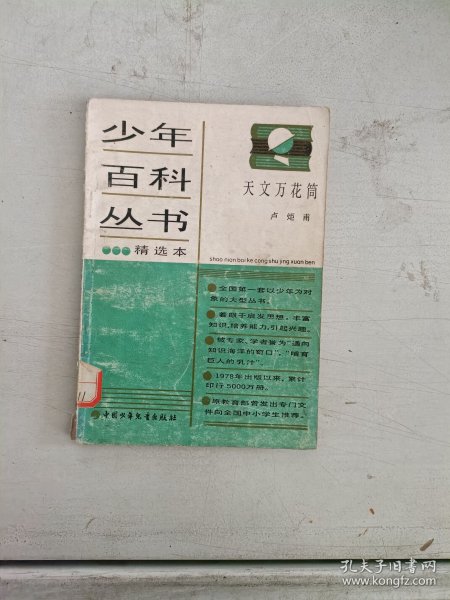 少年
百科
丛书
精选本
天文万花筒
卢炬甫
shao nian bai ke cong shu jing xuan ben
全国第一套以少年为对
象的大型丛书。
着眼于启发思想，丰富
知识，培养能力，引起兴趣。
被专家、学者誉为“通向
知识海洋的窗口”，“哺育
巨人的乳汁”。
1978年出版以来，累计
印行5000万册。
原教育部曾发出专门文
件向全国中小学生推荐。
中国少年儿童出版社
孔夫子旧书网
www.kongfz.com